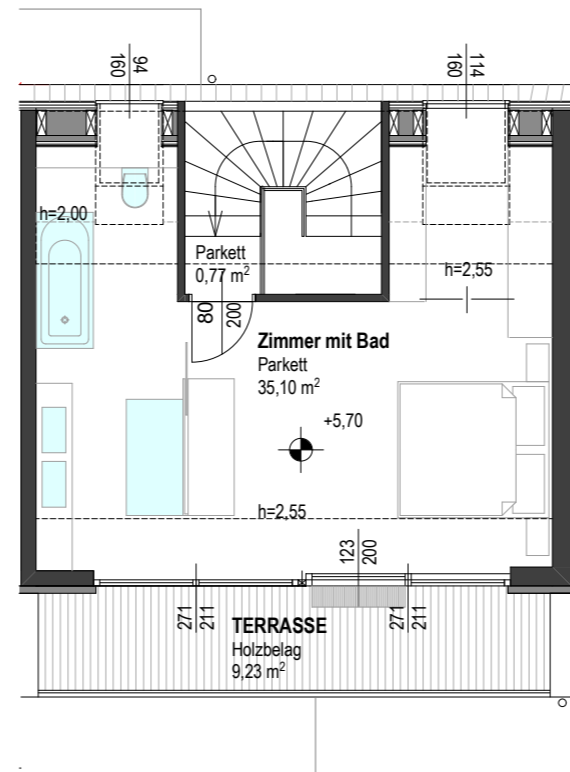 94
160
114
160
h=2,00
Parkett
0,77 m²
h=2,55
80
200
Zimmer mit Bad
Parkett
35,10 m²
+5,70
h=2,55
123
200
271
211
271
211
TERRASSE
Holzbelag
9,23 m²